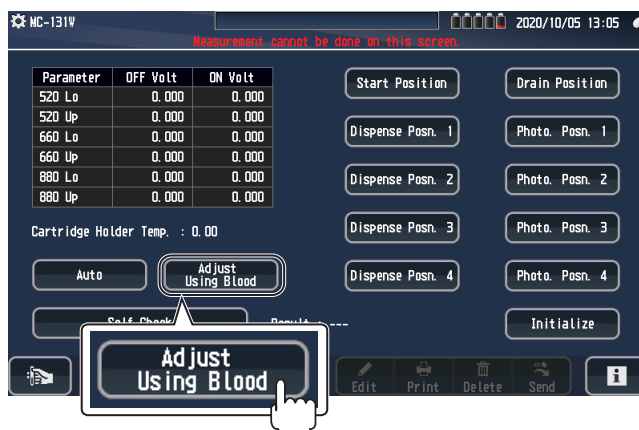 MC-131V
2020/10/05 13:05
Measurement cannot be done on this screen.
Parameter OFF Volt ON Volt
520 Lo 0.000 0.000
520 Up 0.000 0.000
660 Lo 0.000 0.000
660 Up 0.000 0.000
880 Lo 0.000 0.000
880 Up 0.000 0.000
Cartridge Holder Temp. : 0.00
Auto
Adjust
Using Blood
Self Check
Result : ---
Start Position
Drain Position
Dispense Posn. 1
Photo. Posn. 1
Dispense Posn. 2
Photo. Posn. 2
Dispense Posn. 3
Photo. Posn. 3
Dispense Posn. 4
Photo. Posn. 4
Initialize
Adjust
Using Blood
Edit Print Delete Send